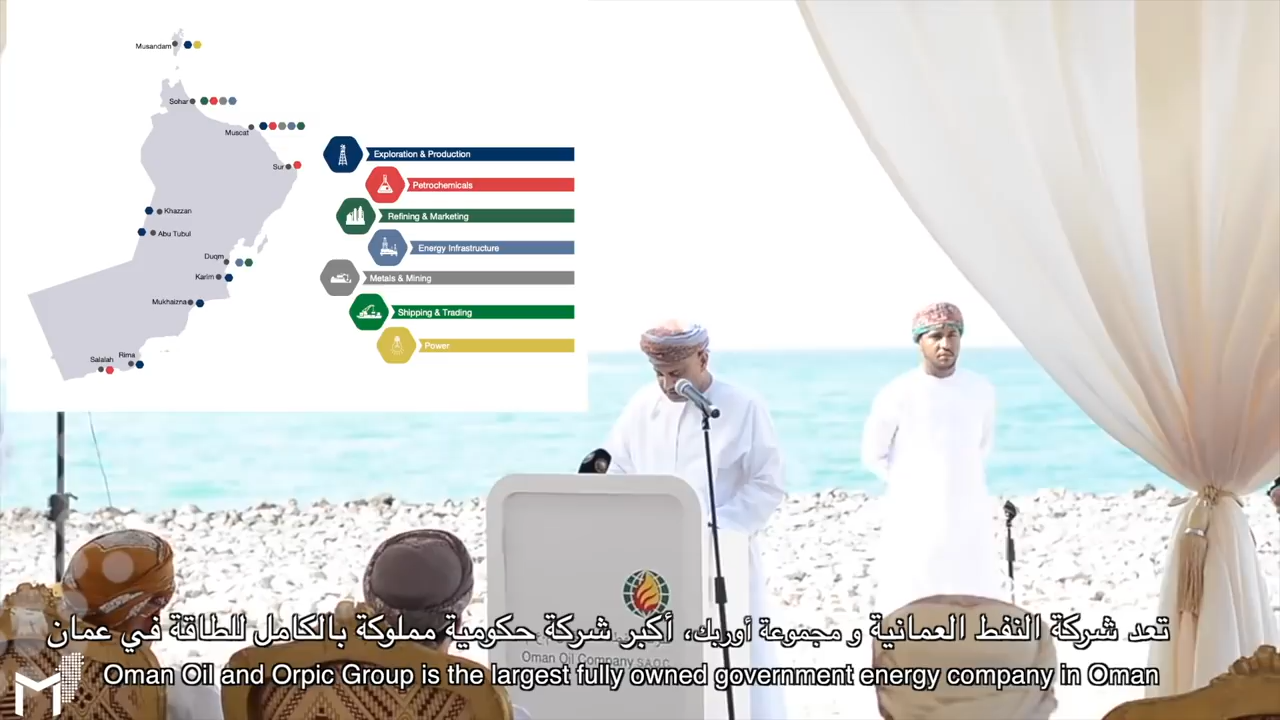 Musandam
Sohar
Muscat
Sur
Khazzan
Abu Tubul
Duqm
Karim
Mukhaizna
Rima
Salalah
Exploration & Production
Petrochemicals
Refining & Marketing
Energy Infrastructure
Metals & Mining
Shipping & Trading
Power
Oman Oil Company S.A.O.C
تعد شركة النفط العمانية و مجموعة أوربك، أكبر شركة حكومية مملوكة بالكامل للطاقة في عمان
Oman Oil and Orpic Group is the largest fully owned government energy company in Oman
M